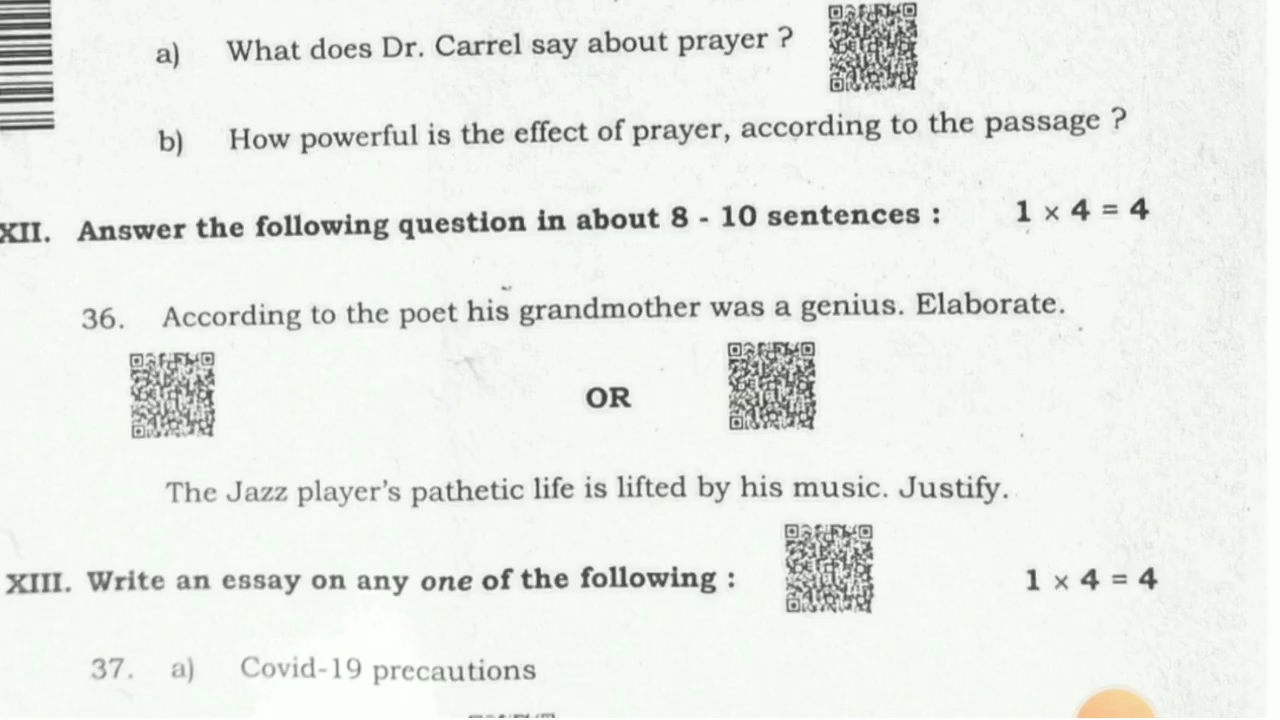 a) What does Dr. Carrel say about prayer ?
b) How powerful is the effect of prayer, according to the passage ?
XII. Answer the following question in about 8 - 10 sentences : 1 × 4 = 4
36. According to the poet his grandmother was a genius. Elaborate.
OR
The Jazz player's pathetic life is lifted by his music. Justify.
XIII. Write an essay on any one of the following : 1 × 4 = 4
37. a) Covid-19 precautions